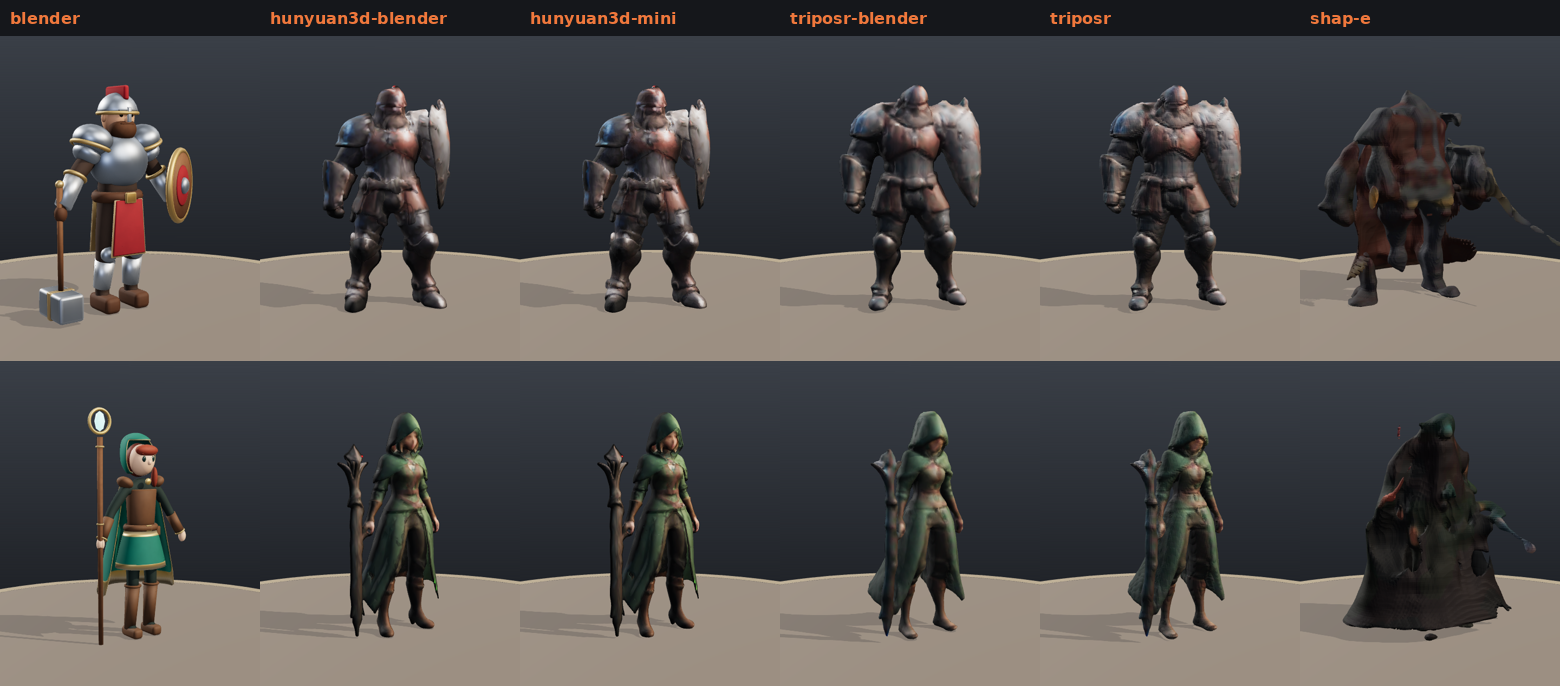 blender
hunyuan3d-blender
hunyuan3d-mini
triposr-blender
triposr
shap-e